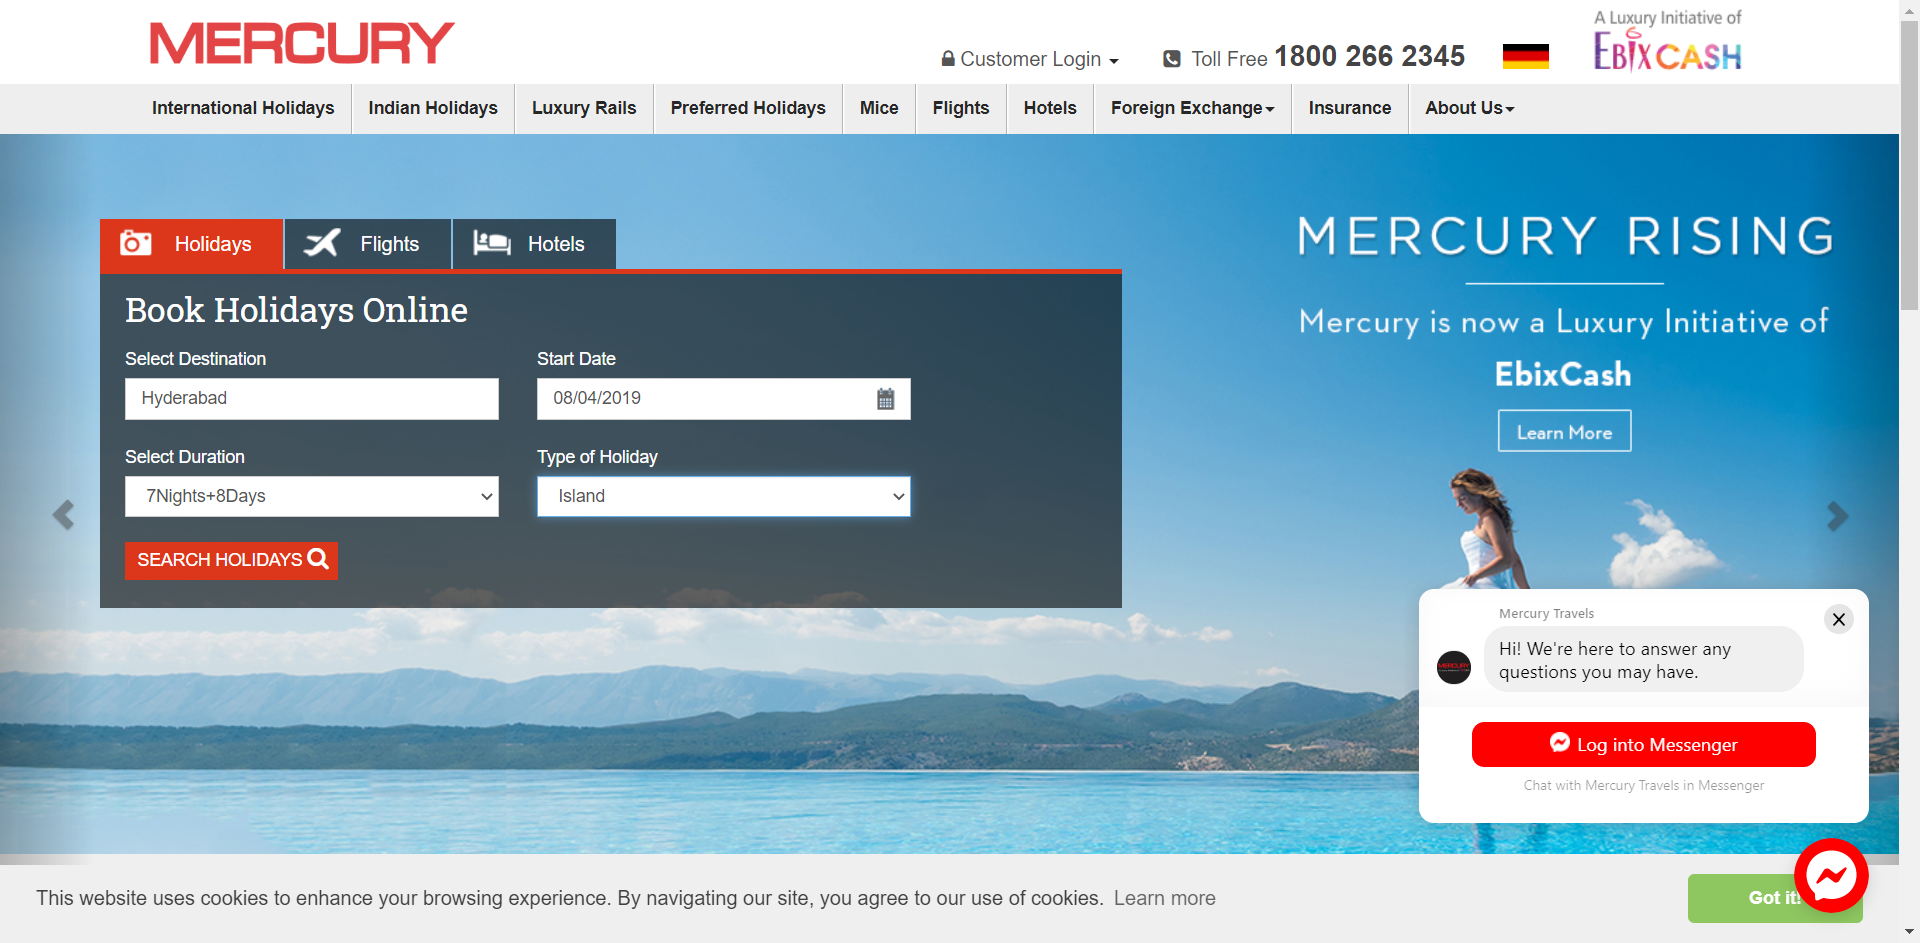 MERCURY
Customer Login
Toll Free 1800 266 2345
A Luxury Initiative of
EBIXCASH
International Holidays
Indian Holidays
Luxury Rails
Preferred Holidays
Mice
Flights
Hotels
Foreign Exchange
Insurance
About Us
Holidays
Flights
Hotels
Book Holidays Online
Select Destination
Start Date
Hyderabad
08/04/2019
Select Duration
Type of Holiday
7Nights+8Days
Island
SEARCH HOLIDAYS
MERCURY RISING
Mercury is now a Luxury Initiative of
EbixCash
Learn More
Mercury Travels
Hi! We're here to answer any
questions you may have.
MERCURY
Log into Messenger
Chat with Mercury Travels in Messenger
This website uses cookies to enhance your browsing experience. By navigating our site, you agree to our use of cookies. Learn more
Got it!